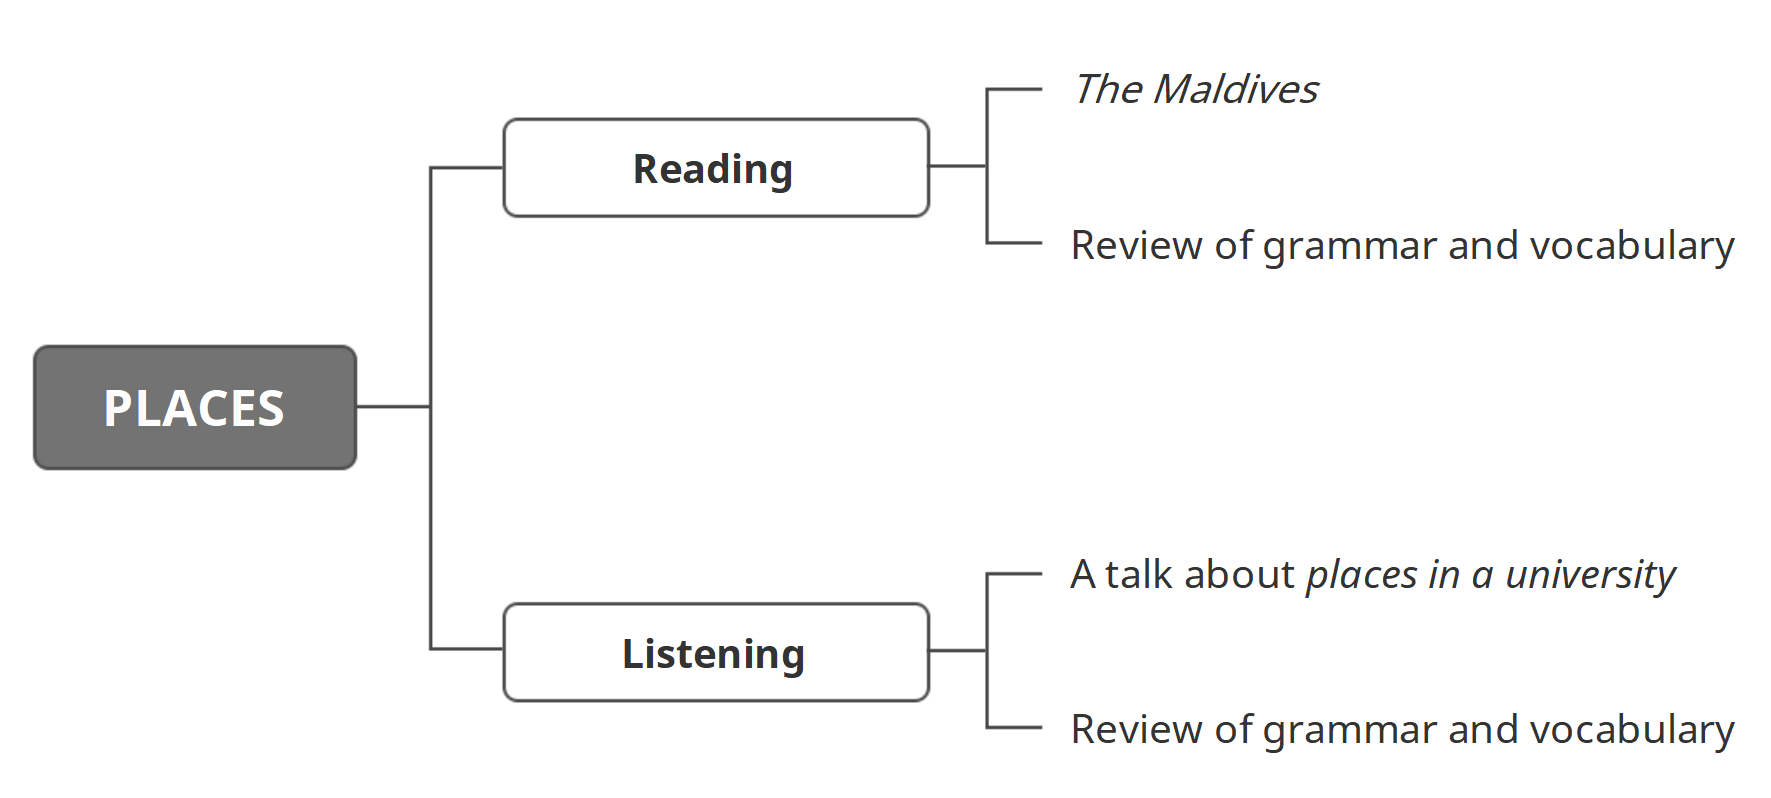 PLACES
Reading
The Maldives
Review of grammar and vocabulary
Listening
A talk about places in a university
Review of grammar and vocabulary